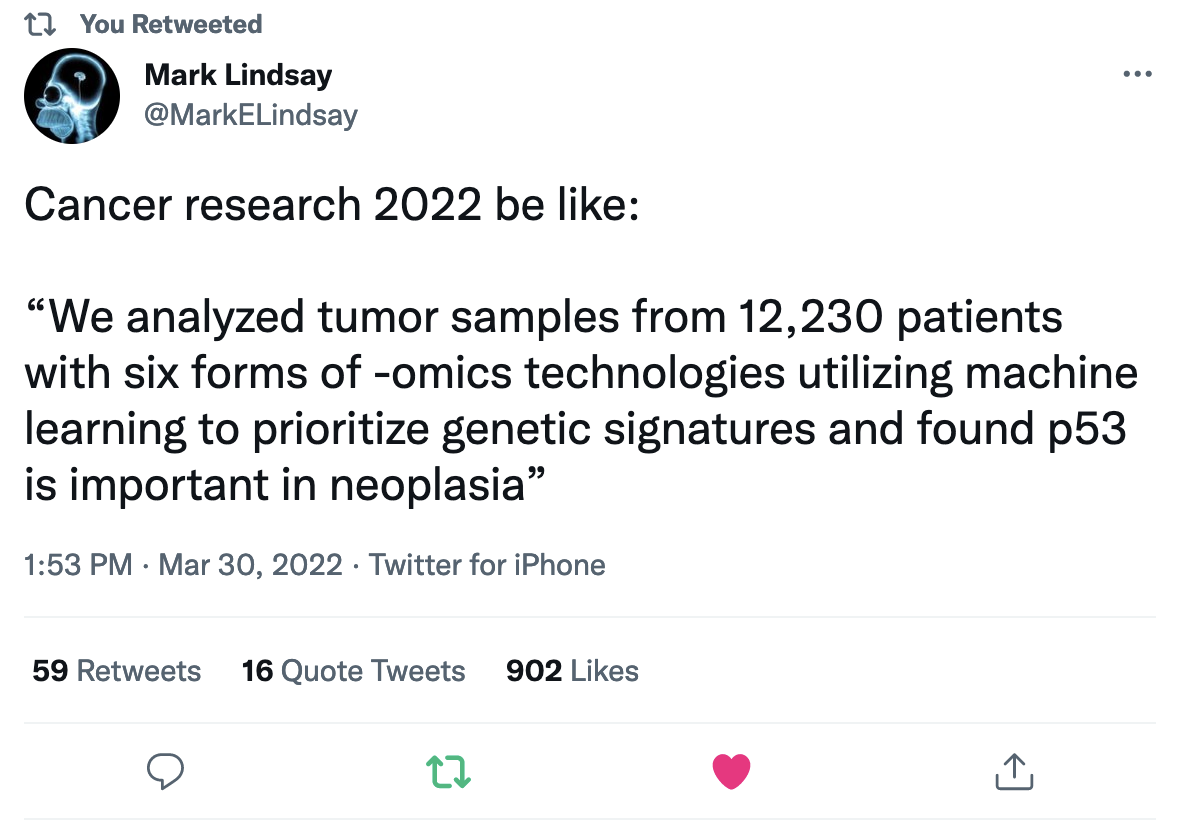 You Retweeted
Mark Lindsay
@MarkELindsay
Cancer research 2022 be like:
“We analyzed tumor samples from 12,230 patients
with six forms of -omics technologies utilizing machine
learning to prioritize genetic signatures and found p53
is important in neoplasia”
1:53 PM · Mar 30, 2022 · Twitter for iPhone
59 Retweets 16 Quote Tweets 902 Likes